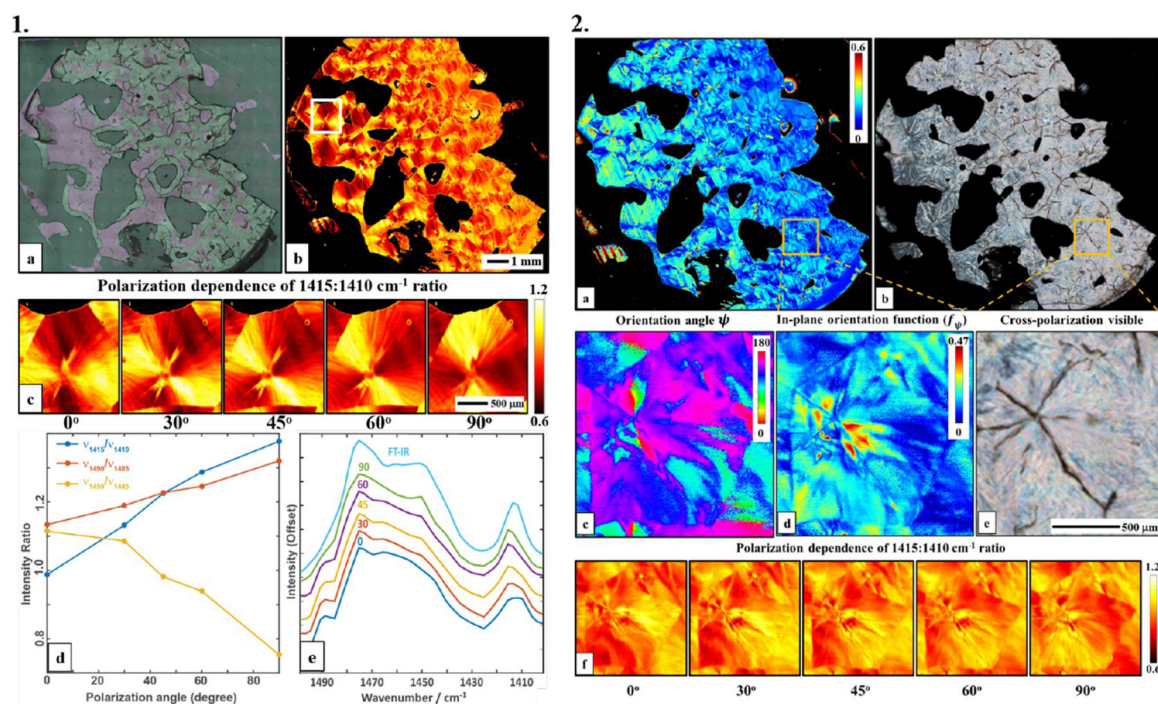 1.
a
b
1 mm
Polarization dependence of 1415:1410 cm⁻¹ ratio
1.2
0.6
c
500 μm
0° 30° 45° 60° 90°
ν1415/ν1410
ν1490/ν1485
ν1450/ν1445
Intensity Ratio
1.2
1.0
0.8
d
0 20 40 60 80
Polarization angle (degree)
FT-IR
90
60
45
30
0
Intensity (Offset)
e
1490 1470 1450 1430 1410
Wavenumber / cm⁻¹
2.
0.6
0
a
b
Orientation angle ψ
In-plane orientation function (fψ)
Cross-polarization visible
180
0
0.47
0
c
d
e
500 μm
Polarization dependence of 1415:1410 cm⁻¹ ratio
1.2
0.6
f
0° 30° 45° 60° 90°